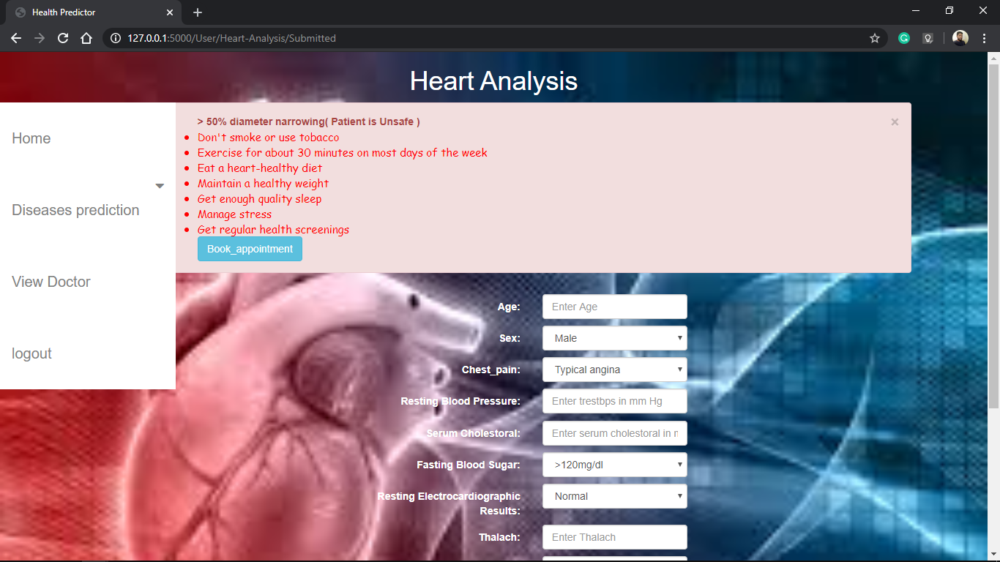 Health Predictor
127.0.0.1:5000/User/Heart-Analysis/Submitted
Heart Analysis
Home
Diseases prediction
View Doctor
logout
> 50% diameter narrowing( Patient is Unsafe )
×
Don't smoke or use tobacco
Exercise for about 30 minutes on most days of the week
Eat a heart-healthy diet
Maintain a healthy weight
Get enough quality sleep
Manage stress
Get regular health screenings
Book_appointment
Age: Enter Age
Sex: Male
Chest_pain: Typical angina
Resting Blood Pressure: Enter trestbps in mm Hg
Serum Cholestoral: Enter serum cholestoral in
Fasting Blood Sugar: >120mg/dl
Resting Electrocardiographic Normal
Results:
Thalach: Enter Thalach